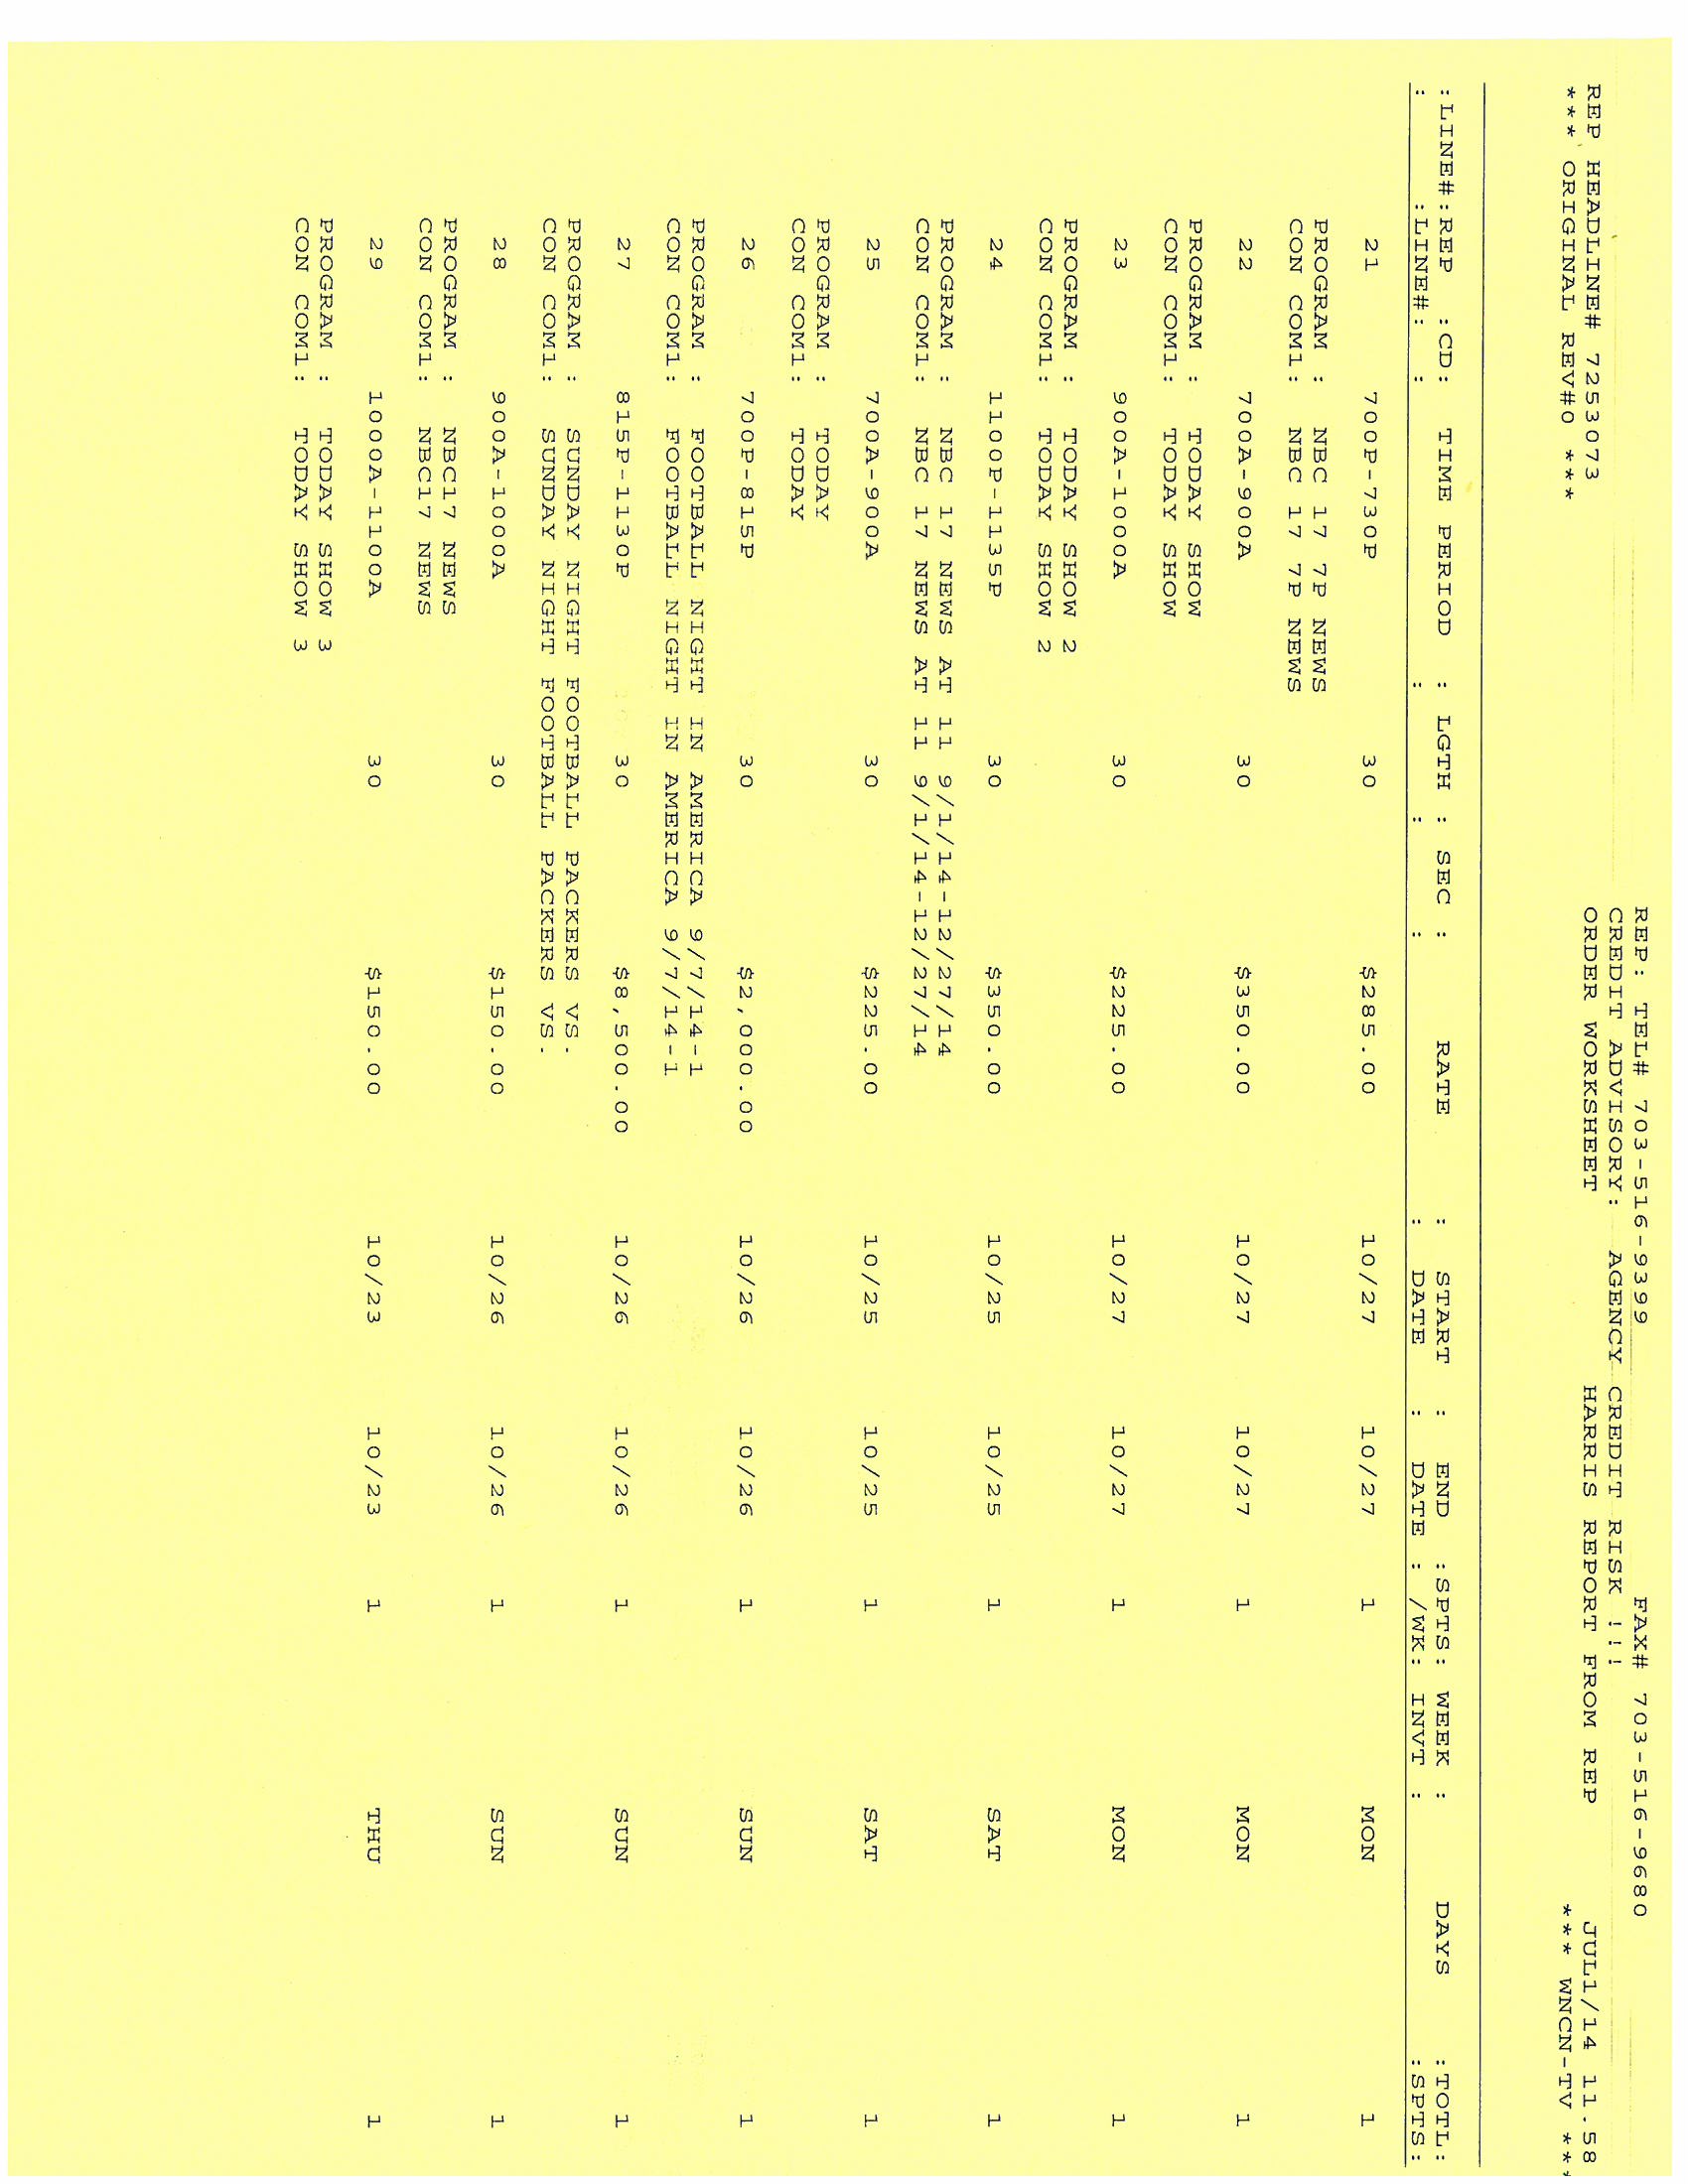 REP: TEL# 703-516-9399 FAX# 703-516-9680
CREDIT ADVISORY: AGENCY CREDIT RISK !!!
REP HEADLINE# 7253073 ORDER WORKSHEET HARRIS REPORT FROM REP JUL1/14 11.58
*** ORIGINAL REV#0 *** *** WNCN-TV ***
:LINE#:REP :CD: TIME PERIOD : LGTH : SEC : RATE : START : END :SPTS: WEEK : DAYS :TOTL:
: :LINE#: : : : : : DATE : DATE : /WK: INVT : :SPTS:
21 700P-730P 30 $285.00 10/27 10/27 1 MON 1
PROGRAM : NBC 17 7P NEWS
CON COM1: NBC 17 7P NEWS
22 700A-900A 30 $350.00 10/27 10/27 1 MON 1
PROGRAM : TODAY SHOW
CON COM1: TODAY SHOW
23 900A-1000A 30 $225.00 10/27 10/27 1 MON 1
PROGRAM : TODAY SHOW 2
CON COM1: TODAY SHOW 2
24 1100P-1135P 30 $350.00 10/25 10/25 1 SAT 1
PROGRAM : NBC 17 NEWS AT 11 9/1/14-12/27/14
CON COM1: NBC 17 NEWS AT 11 9/1/14-12/27/14
25 700A-900A 30 $225.00 10/25 10/25 1 SAT 1
PROGRAM : TODAY
CON COM1: TODAY
26 700P-815P 30 $2,000.00 10/26 10/26 1 SUN 1
PROGRAM : FOOTBALL NIGHT IN AMERICA 9/7/14-1
CON COM1: FOOTBALL NIGHT IN AMERICA 9/7/14-1
27 815P-1130P 30 $8,500.00 10/26 10/26 1 SUN 1
PROGRAM : SUNDAY NIGHT FOOTBALL PACKERS VS.
CON COM1: SUNDAY NIGHT FOOTBALL PACKERS VS.
28 900A-1000A 30 $150.00 10/26 10/26 1 SUN 1
PROGRAM : NBC17 NEWS
CON COM1: NBC17 NEWS
29 1000A-1100A 30 $150.00 10/23 10/23 1 THU 1
PROGRAM : TODAY SHOW 3
CON COM1: TODAY SHOW 3